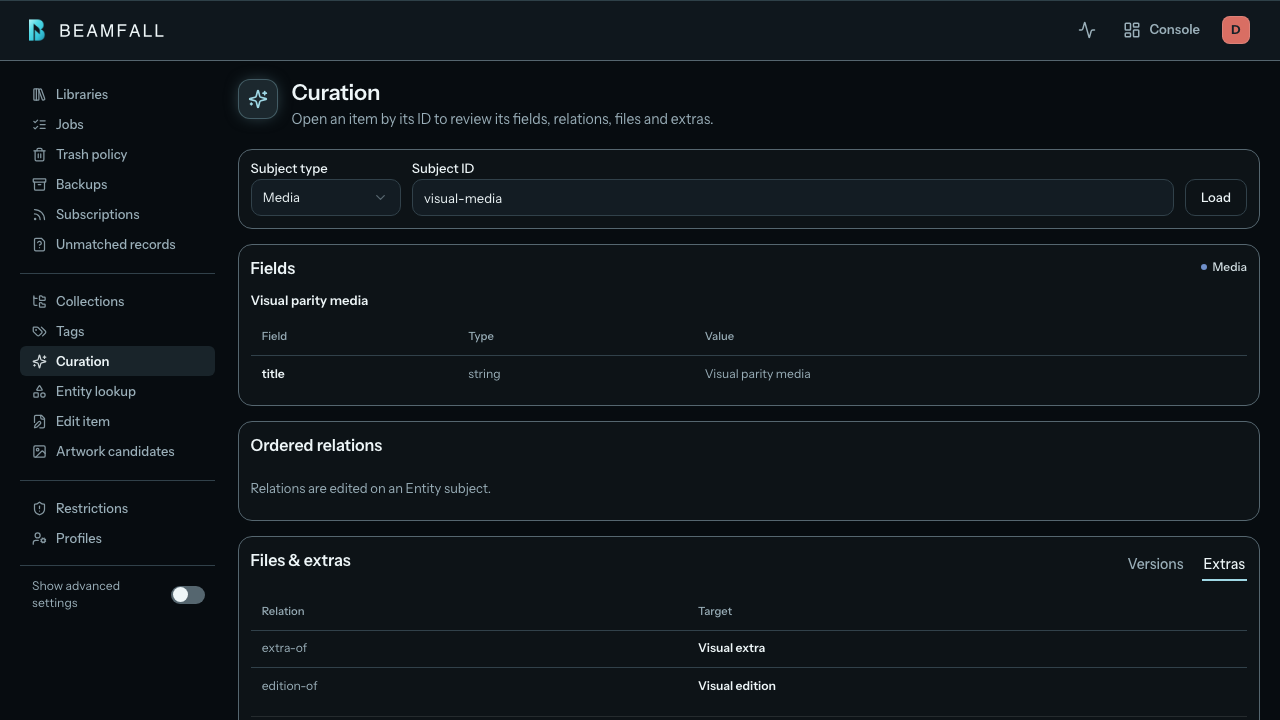 BEAMFALL
Console
D
Libraries
Jobs
Trash policy
Backups
Subscriptions
Unmatched records
Collections
Tags
Curation
Entity lookup
Edit item
Artwork candidates
Restrictions
Profiles
Show advanced
settings
Curation
Open an item by its ID to review its fields, relations, files and extras.
Subject type
Subject ID
Media
visual-media
Load
Fields
Media
Visual parity media
Field Type Value
title string Visual parity media
Ordered relations
Relations are edited on an Entity subject.
Files & extras
Versions Extras
Relation Target
extra-of Visual extra
edition-of Visual edition